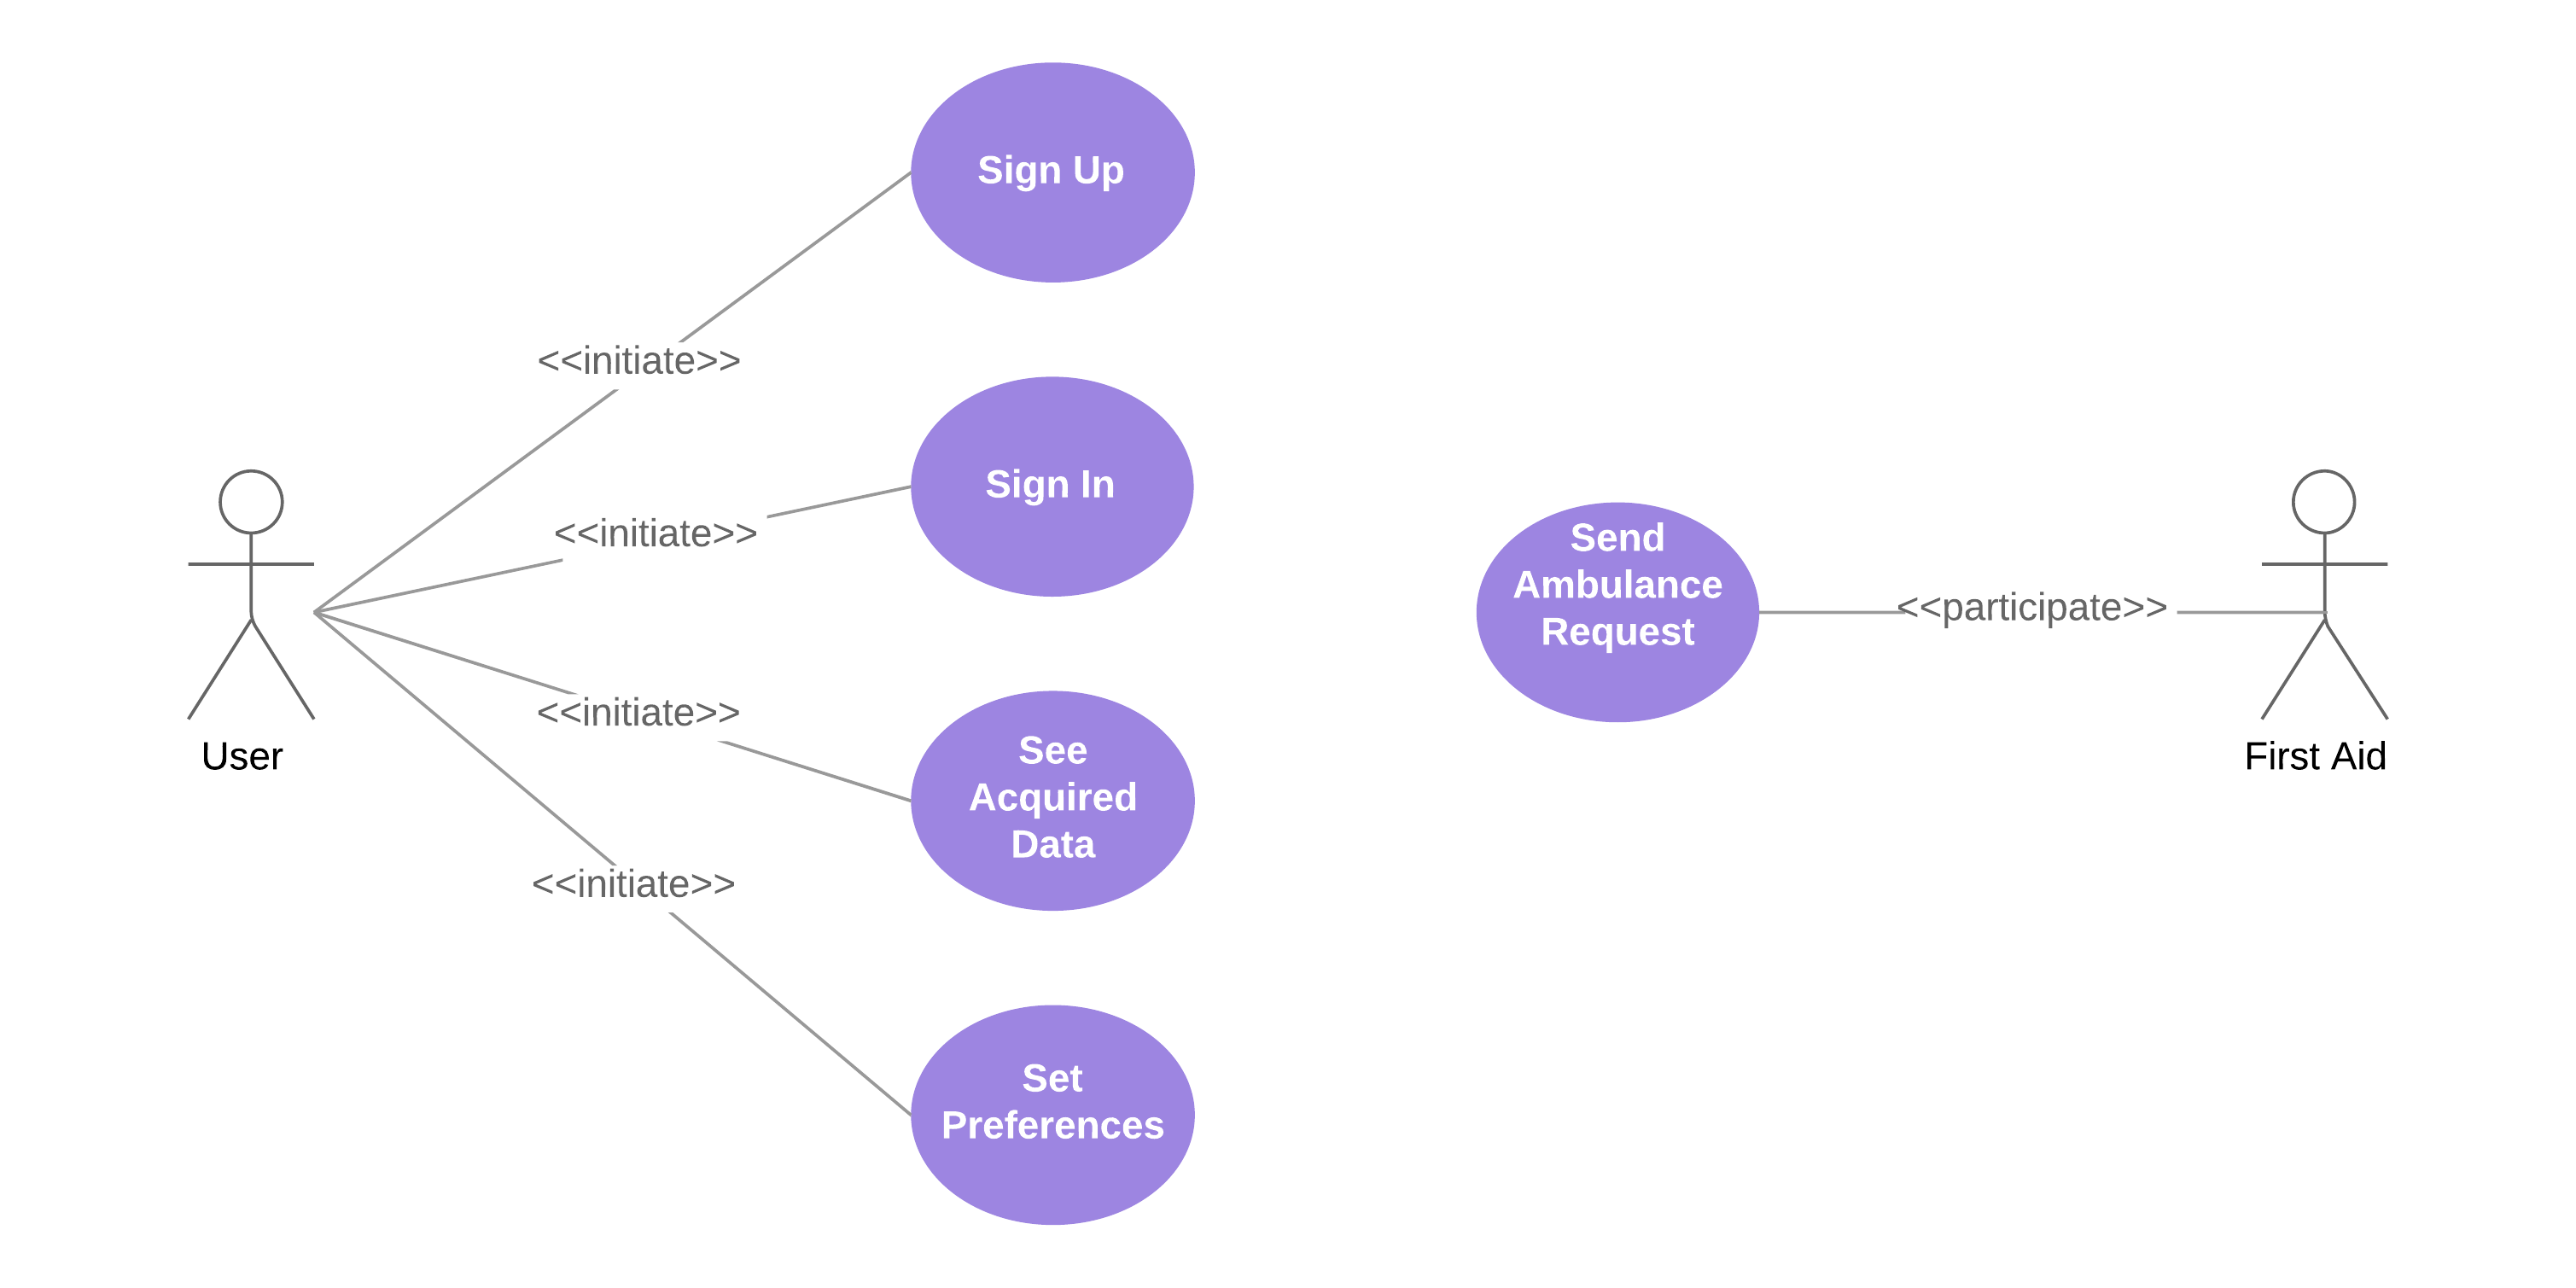 Sign Up
<<initiate>>
Sign In
<<initiate>>
User
<<initiate>>
See
Acquired
Data
<<initiate>>
Set
Preferences
Send
Ambulance
Request
<<participate>>
First Aid